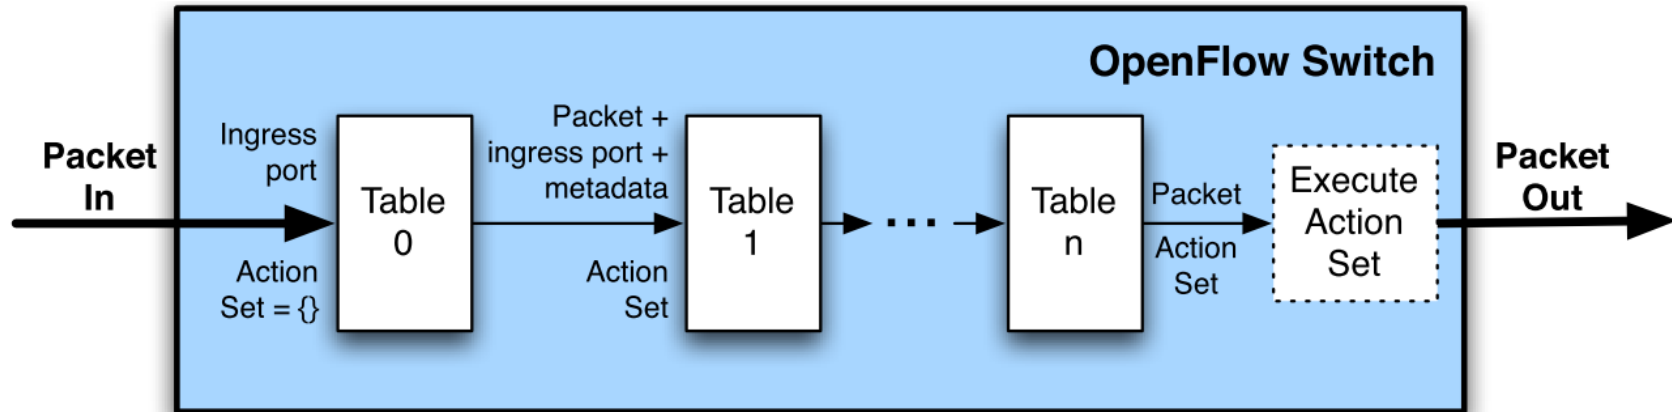 OpenFlow Switch
Packet
In
Ingress
port
Action
Set = {}
Table
0
Packet +
ingress port +
metadata
Action
Set
Table
1
...
Table
n
Packet
Action
Set
Execute
Action
Set
Packet
Out